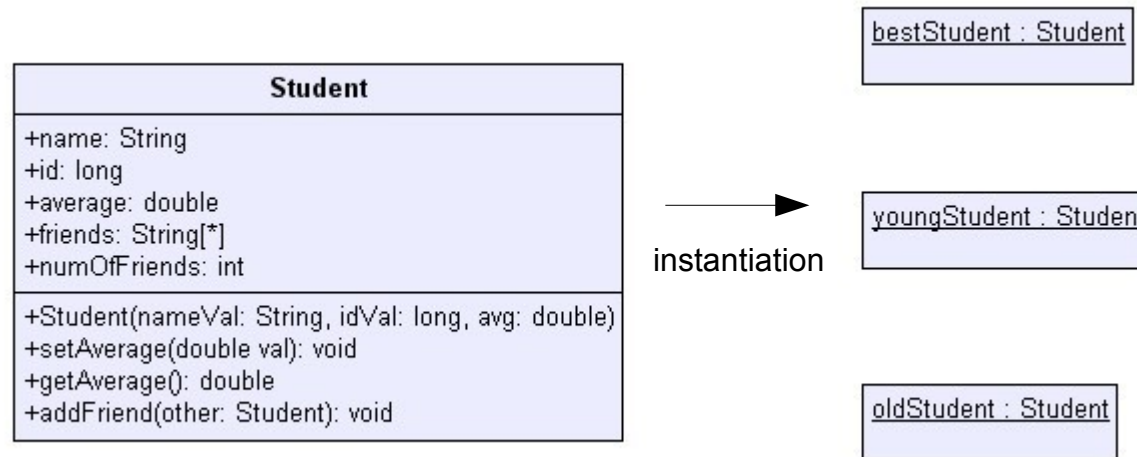 Student
+name: String
+id: long
+average: double
+friends: String[*]
+numOfFriends: int
+Student(nameVal: String, idVal: long, avg: double)
+setAverage(double val): void
+getAverage(): double
+addFriend(other: Student): void
instantiation
bestStudent : Student
youngStudent : Studen
oldStudent : Student